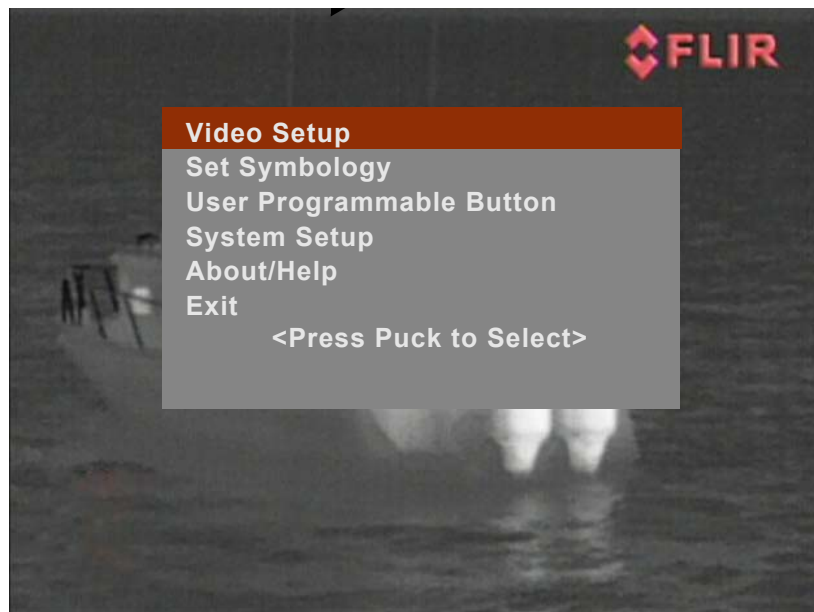 FLIR
Video Setup
Set Symbology
User Programmable Button
System Setup
About/Help
Exit
<Press Puck to Select>